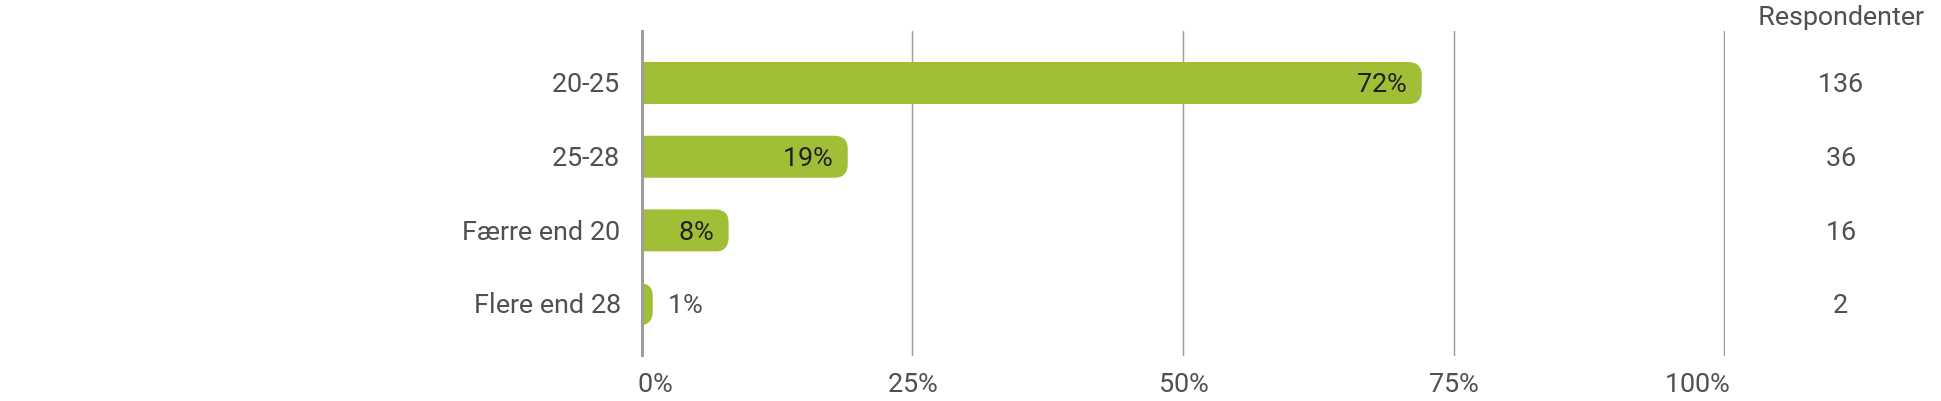 Respondenter
20-25 72% 136
25-28 19% 36
Færre end 20 8% 16
Flere end 28 1% 2
0% 25% 50% 75% 100%